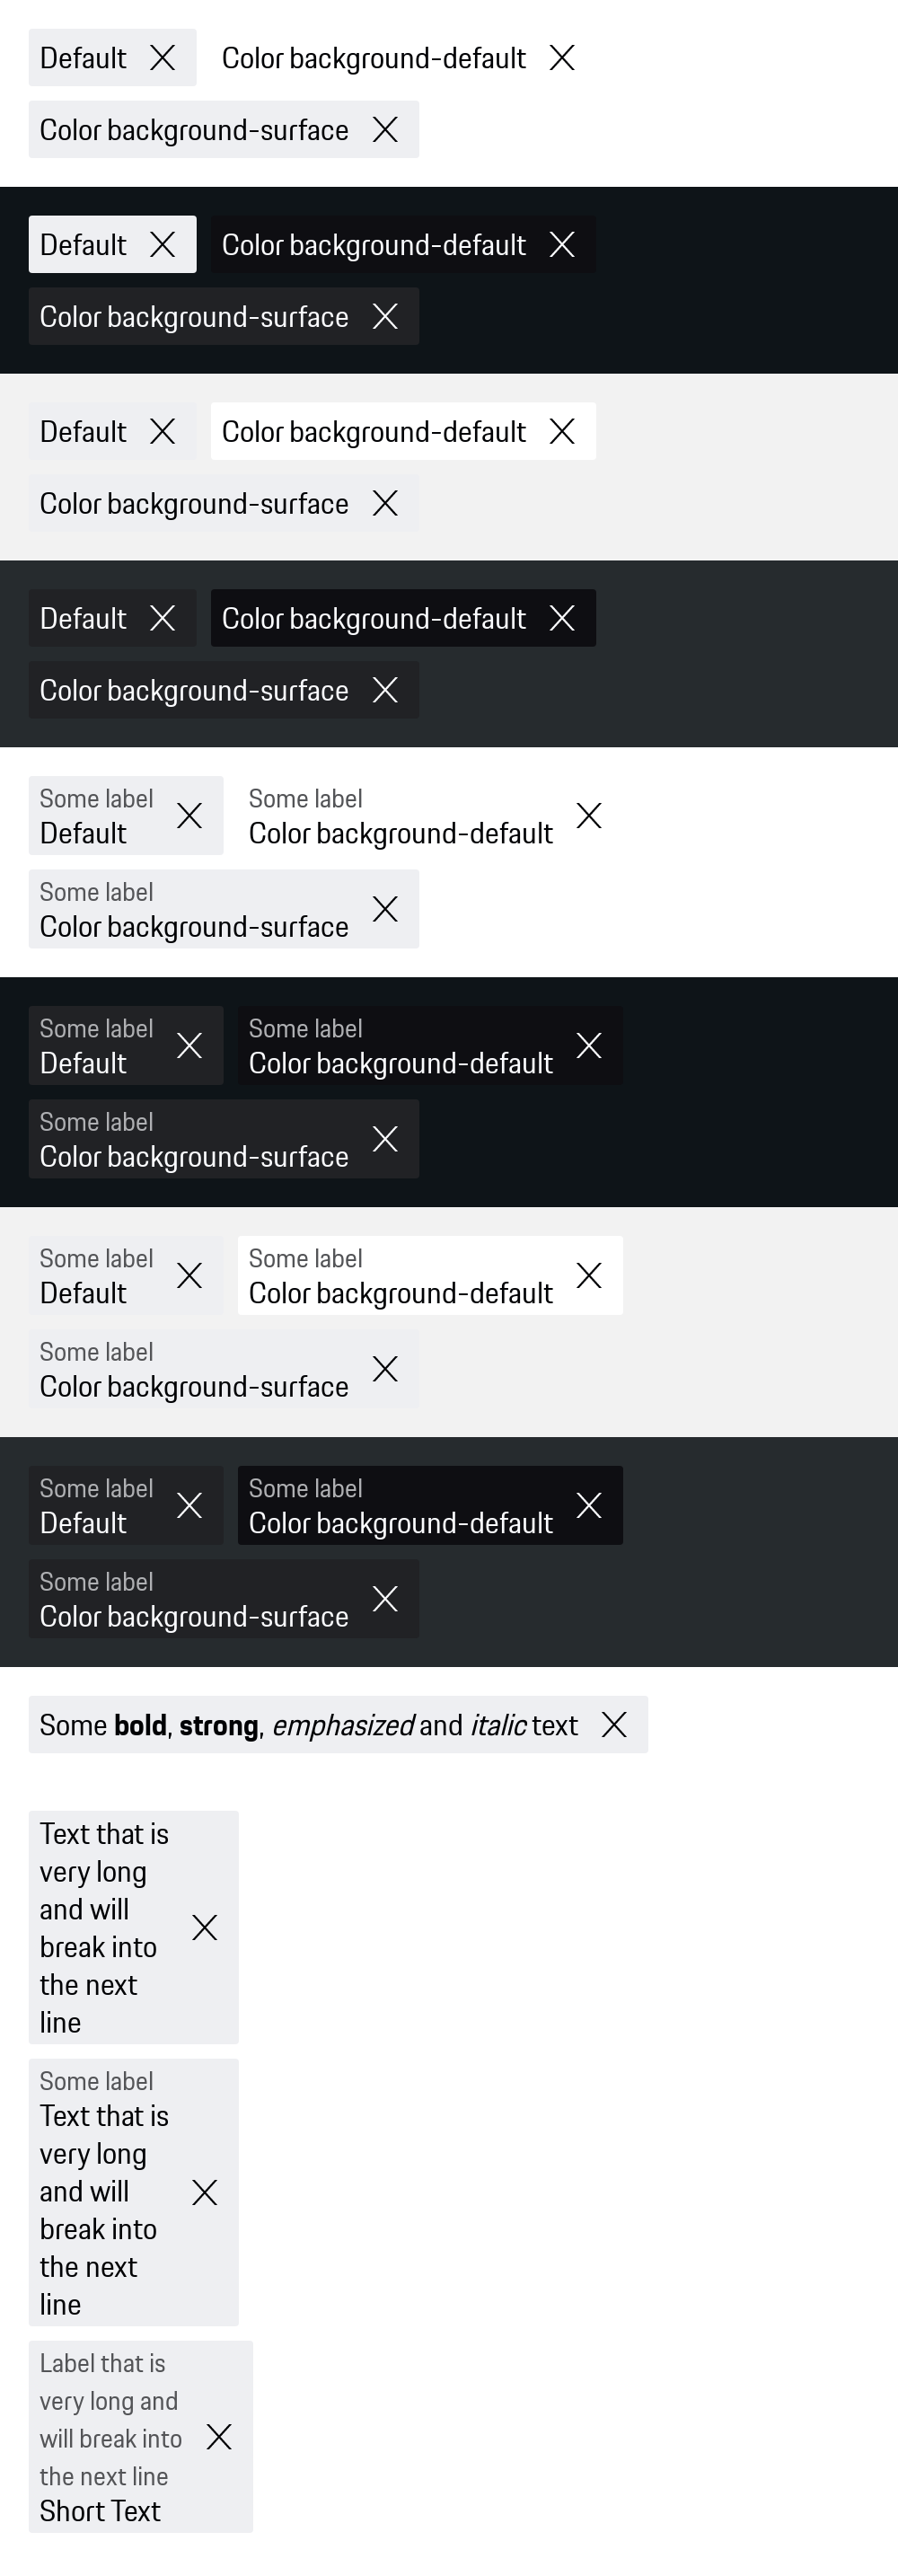 Default Color background-default
Color background-surface
Default Color background-default
Color background-surface
Default Color background-default
Color background-surface
Default Color background-default
Color background-surface
Some label Some label
Default Color background-default
Some label
Color background-surface
Some label Some label
Default Color background-default
Some label
Color background-surface
Some label Some label
Default Color background-default
Some label
Color background-surface
Some label Some label
Default Color background-default
Some label
Color background-surface
Some bold, strong, emphasized and italic text
Text that is
very long
and will
break into
the next
line
Some label
Text that is
very long
and will
break into
the next
line
Label that is
very long and
will break into
the next line
Short Text